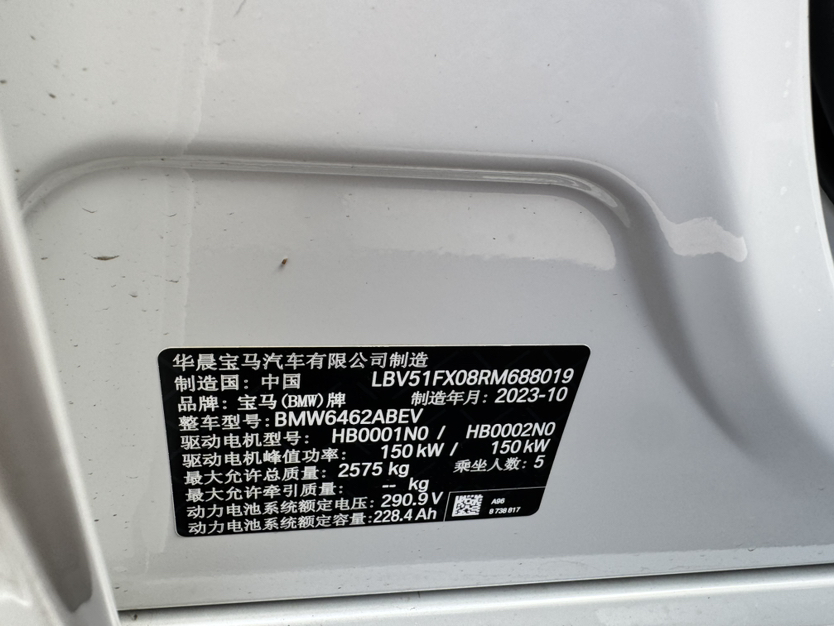 华晨宝马汽车有限公司制造
制造国: 中国 LBV51FX08RM688019
品牌: 宝马(BMW)牌 制造年月: 2023-10
整车型号: BMW6462ABEV
驱动电机型号: HB0001N0 / HB0002N0
驱动电机峰值功率: 150 kW / 150 kW
最大允许总质量: 2575 kg 乘坐人数: 5
最大允许牵引质量: -- kg
动力电池系统额定电压: 290.9 V
动力电池系统额定容量: 228.4 Ah
A96
8 738 817